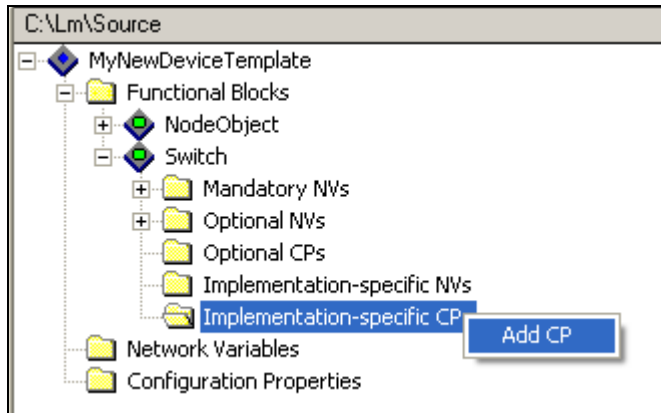 C:\Lm\Source
MyNewDeviceTemplate
Functional Blocks
NodeObject
Switch
Mandatory NVs
Optional NVs
Optional CPs
Implementation-specific NVs
Implementation-specific CP
Add CP
Network Variables
Configuration Properties